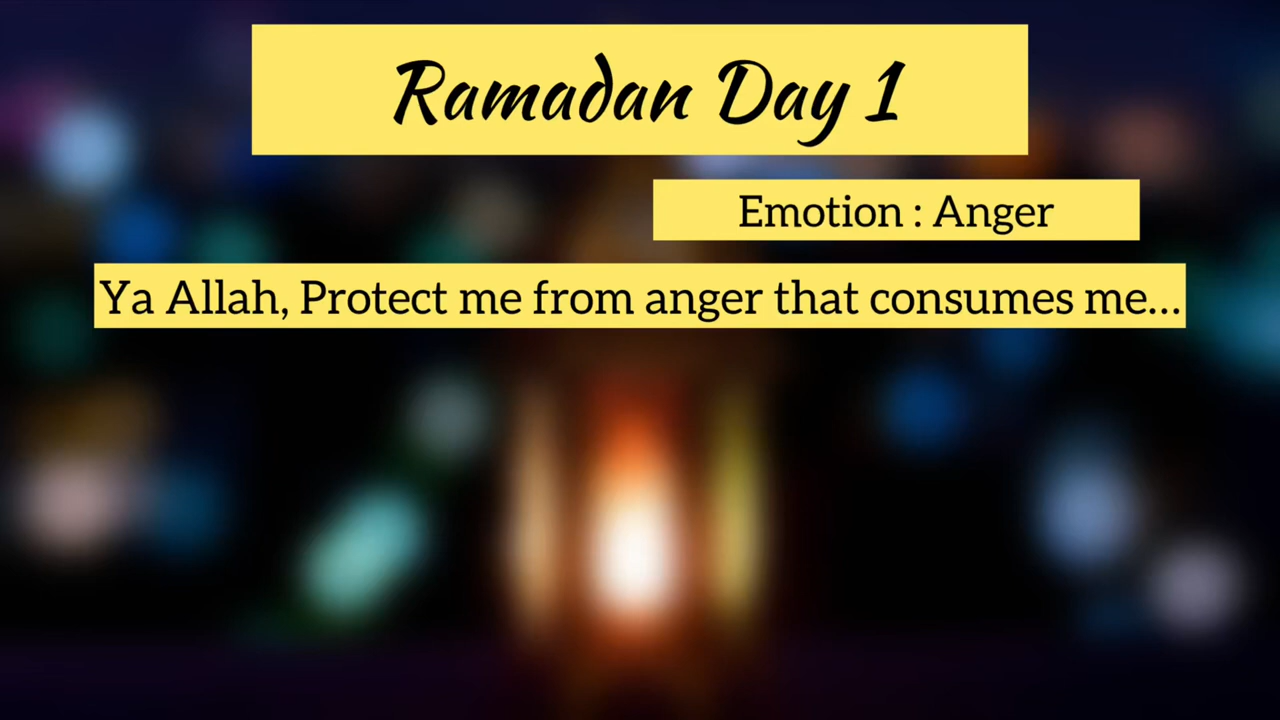 Ramadan Day 1
Emotion : Anger
Ya Allah, Protect me from anger that consumes me...